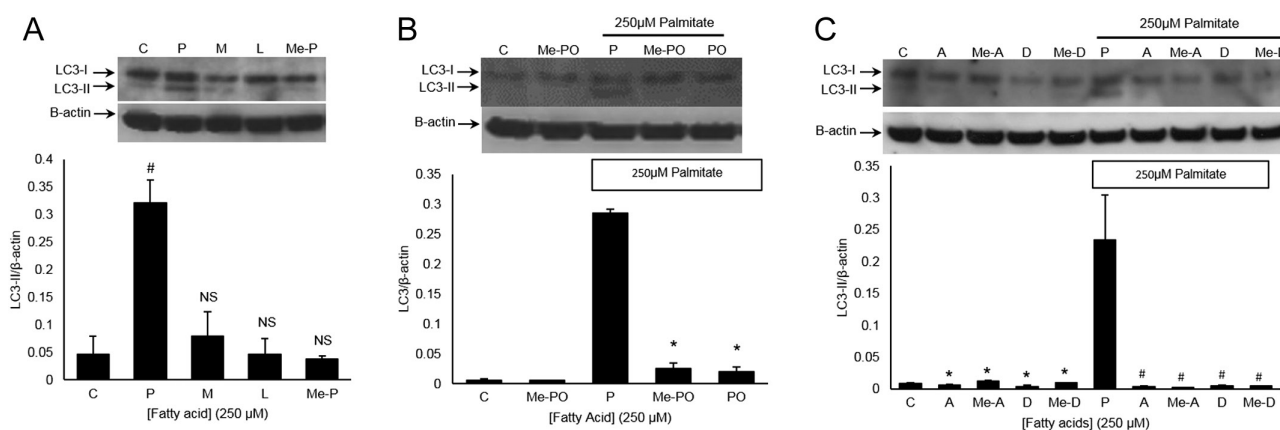 A
C P M L Me-P
LC3-I
LC3-II
B-actin
0.4
0.35
0.3
0.25
0.2
0.15
0.1
0.05
0
LC3-II/β-actin
#
NS
NS
NS
C P M L Me-P
[Fatty acid] (250 µM)
B
250µM Palmitate
C Me-PO P Me-PO PO
LC3-I
LC3-II
B-actin
250µM Palmitate
0.35
0.3
0.25
0.2
0.15
0.1
0.05
0
LC3/β-actin
* *
C Me-PO P Me-PO PO
[Fatty Acid] (250 µM)
C
250µM Palmitate
C A Me-A D Me-D P A Me-A D Me-D
LC3-I
LC3-II
B-actin
250µM Palmitate
0.35
0.3
0.25
0.2
0.15
0.1
0.05
0
LC3-II/β-actin
* * * * # # # #
C A Me-A D Me-D P A Me-A D Me-D
[Fatty acids] (250 µM)